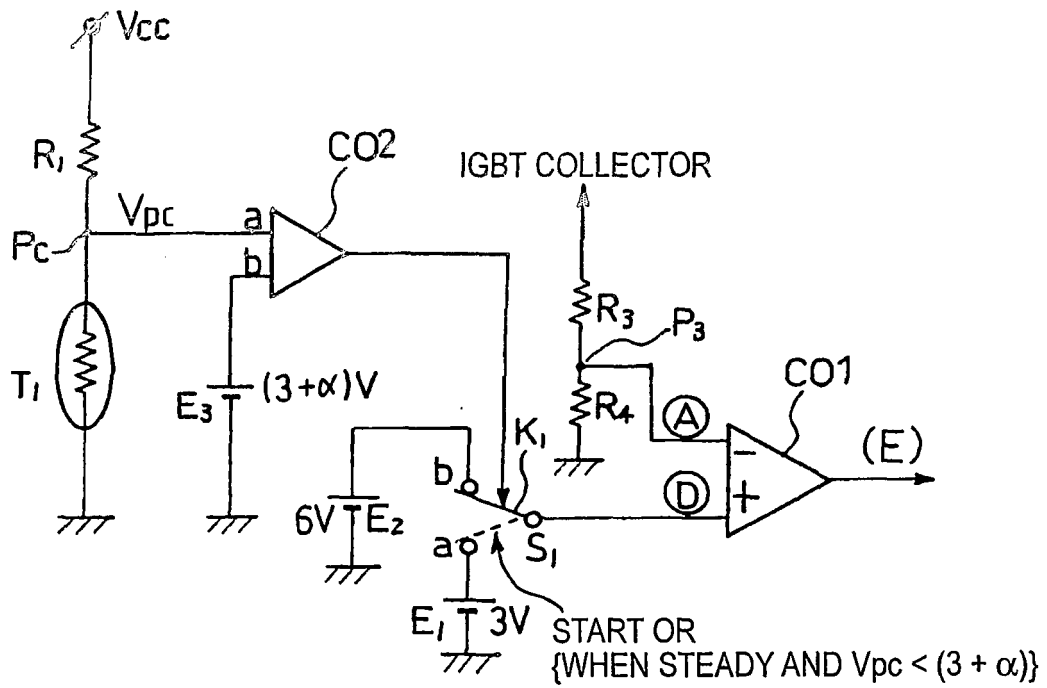 Vcc
R₁
CO2
IGBT COLLECTOR
Vpc
a
Pc
b
R₃
P₃
T₁
E₃
(3+α)V
R₄
CO1
A
K₁
(E)
b
−
D
+
6V
E₂
a
S₁
E₁
3V
START OR
{WHEN STEADY AND Vpc < (3 + α)}